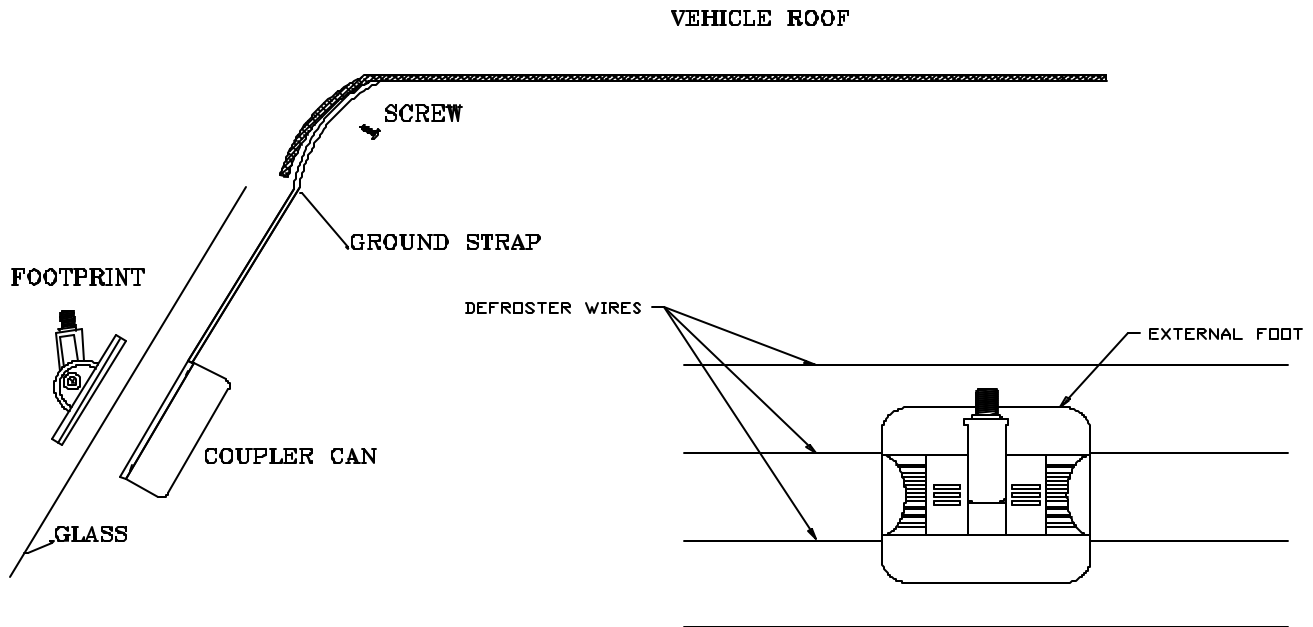 VEHICLE ROOF
SCREW
GROUND STRAP
FOOTPRINT
DEFROSTER WIRES
EXTERNAL FOOT
COUPLER CAN
GLASS